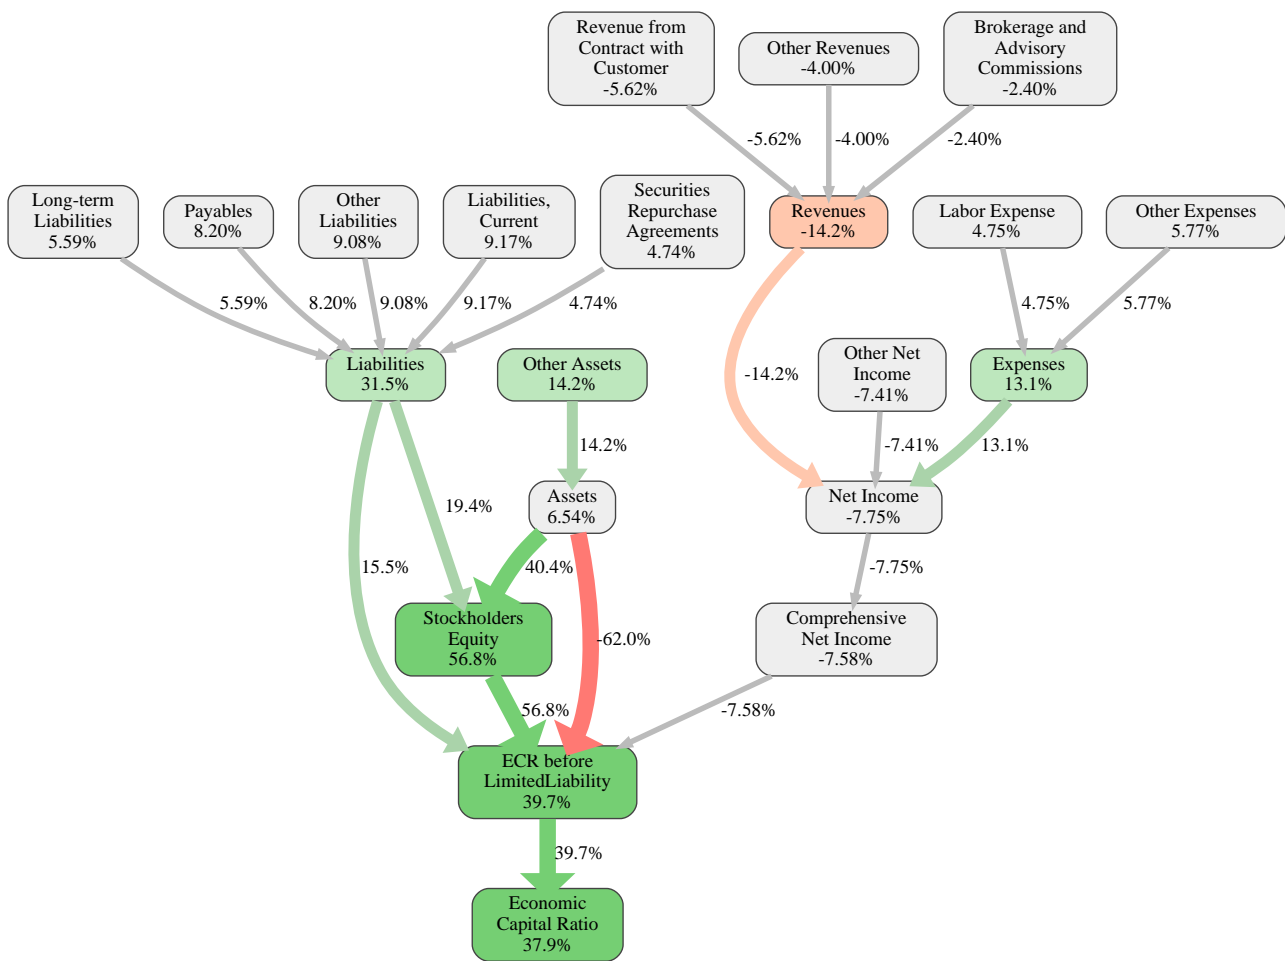 Revenue from
Contract with
Customer
-5.62%
Other Revenues
-4.00%
Brokerage and
Advisory
Commissions
-2.40%
-5.62%
-4.00%
-2.40%
Long-term
Liabilities
5.59%
Payables
8.20%
Other
Liabilities
9.08%
Liabilities,
Current
9.17%
Securities
Repurchase
Agreements
4.74%
Revenues
-14.2%
Labor Expense
4.75%
Other Expenses
5.77%
5.59%
8.20%
9.08%
9.17%
4.74%
4.75%
5.77%
Liabilities
31.5%
Other Assets
14.2%
-14.2%
Other Net
Income
-7.41%
Expenses
13.1%
14.2%
-7.41%
13.1%
Assets
6.54%
Net Income
-7.75%
19.4%
15.5%
40.4%
-7.75%
Stockholders
Equity
56.8%
-62.0%
Comprehensive
Net Income
-7.58%
56.8%
-7.58%
ECR before
LimitedLiability
39.7%
39.7%
Economic
Capital Ratio
37.9%